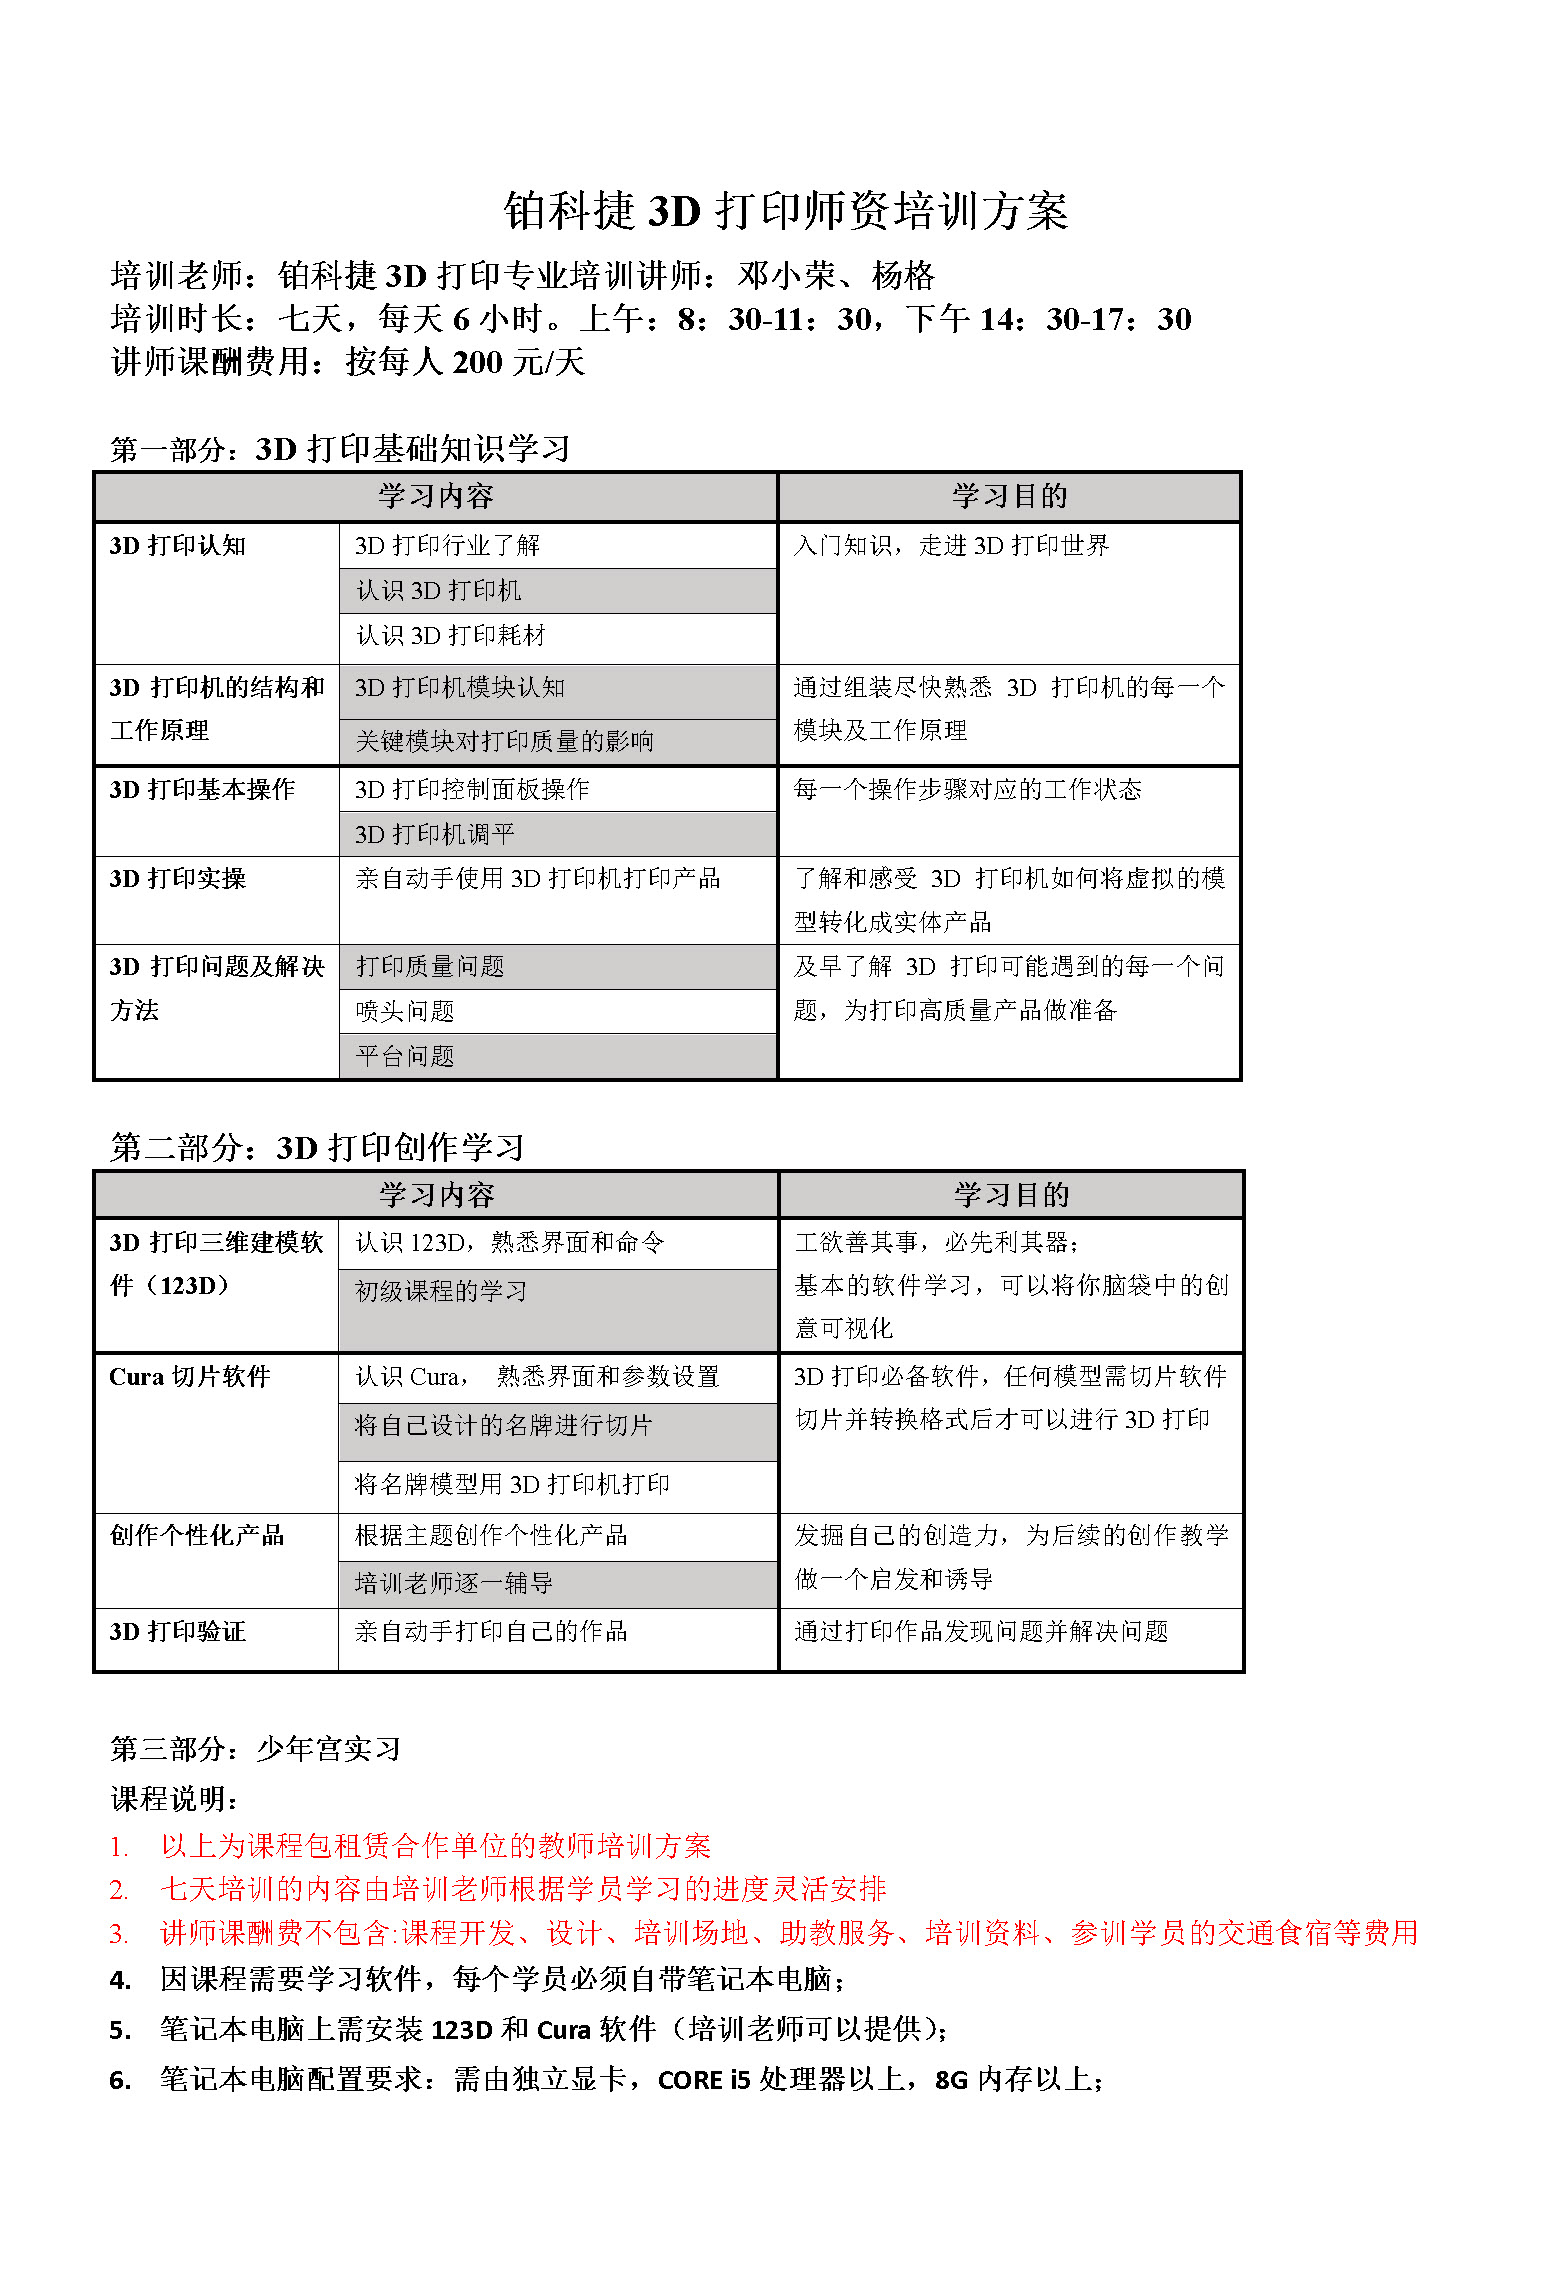 铂科捷 3D 打印师资培训方案
培训老师：铂科捷 3D 打印专业培训讲师：邓小荣、杨格
培训时长：七天，每天 6 小时。上午：8：30-11：30，下午 14：30-17：30
讲师课酬费用：按每人 200 元/天
第一部分：3D 打印基础知识学习
学习内容 学习目的
3D 打印认知 3D 打印行业了解 入门知识，走进 3D 打印世界
认识 3D 打印机
认识 3D 打印耗材
3D 打印机的结构和 3D 打印机模块认知 通过组装尽快熟悉 3D 打印机的每一个
工作原理 关键模块对打印质量的影响 模块及工作原理
3D 打印基本操作 3D 打印控制面板操作 每一个操作步骤对应的工作状态
3D 打印机调平
3D 打印实操 亲自动手使用 3D 打印机打印产品 了解和感受 3D 打印机如何将虚拟的模
型转化成实体产品
3D 打印问题及解决 打印质量问题 及早了解 3D 打印可能遇到的每一个问
方法 喷头问题 题，为打印高质量产品做准备
平台问题
第二部分：3D 打印创作学习
学习内容 学习目的
3D 打印三维建模软 认识 123D，熟悉界面和命令 工欲善其事，必先利其器；
件（123D） 初级课程的学习 基本的软件学习，可以将你脑袋中的创
意可视化
Cura 切片软件 认识 Cura， 熟悉界面和参数设置 3D 打印必备软件，任何模型需切片软件
将自己设计的名牌进行切片 切片并转换格式后才可以进行 3D 打印
将名牌模型用 3D 打印机打印
创作个性化产品 根据主题创作个性化产品 发掘自己的创造力，为后续的创作教学
培训老师逐一辅导 做一个启发和诱导
3D 打印验证 亲自动手打印自己的作品 通过打印作品发现问题并解决问题
第三部分：少年宫实习
课程说明：
1. 以上为课程包租赁合作单位的教师培训方案
2. 七天培训的内容由培训老师根据学员学习的进度灵活安排
3. 讲师课酬费不包含:课程开发、设计、培训场地、助教服务、培训资料、参训学员的交通食宿等费用
4. 因课程需要学习软件，每个学员必须自带笔记本电脑；
5. 笔记本电脑上需安装 123D 和 Cura 软件（培训老师可以提供）；
6. 笔记本电脑配置要求：需由独立显卡，CORE i5 处理器以上，8G 内存以上；